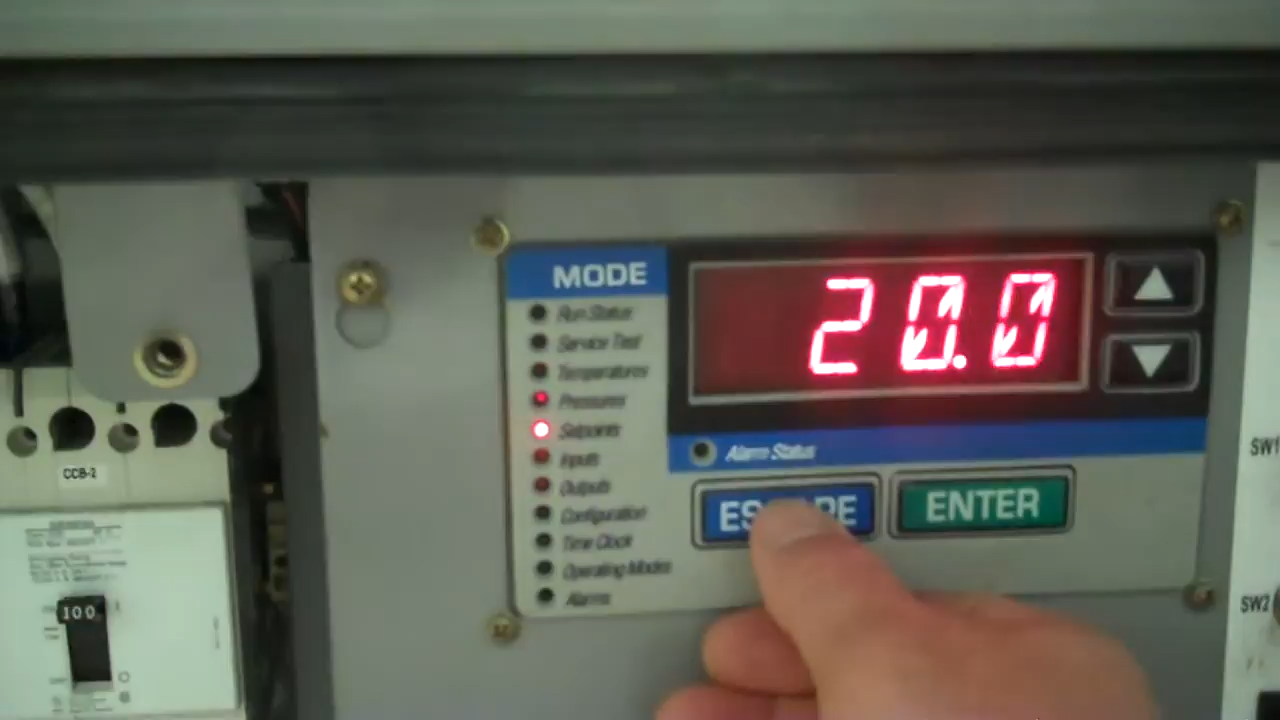 MODE
20.0
Run Status
Service Test
Temperatures
Pressures
Setpoints
Inputs
Outputs
Configuration
Time Clock
Operating Modes
Alarms
Alarm Status
ESCAPE
ENTER
CCB-2
100
SW1
SW2